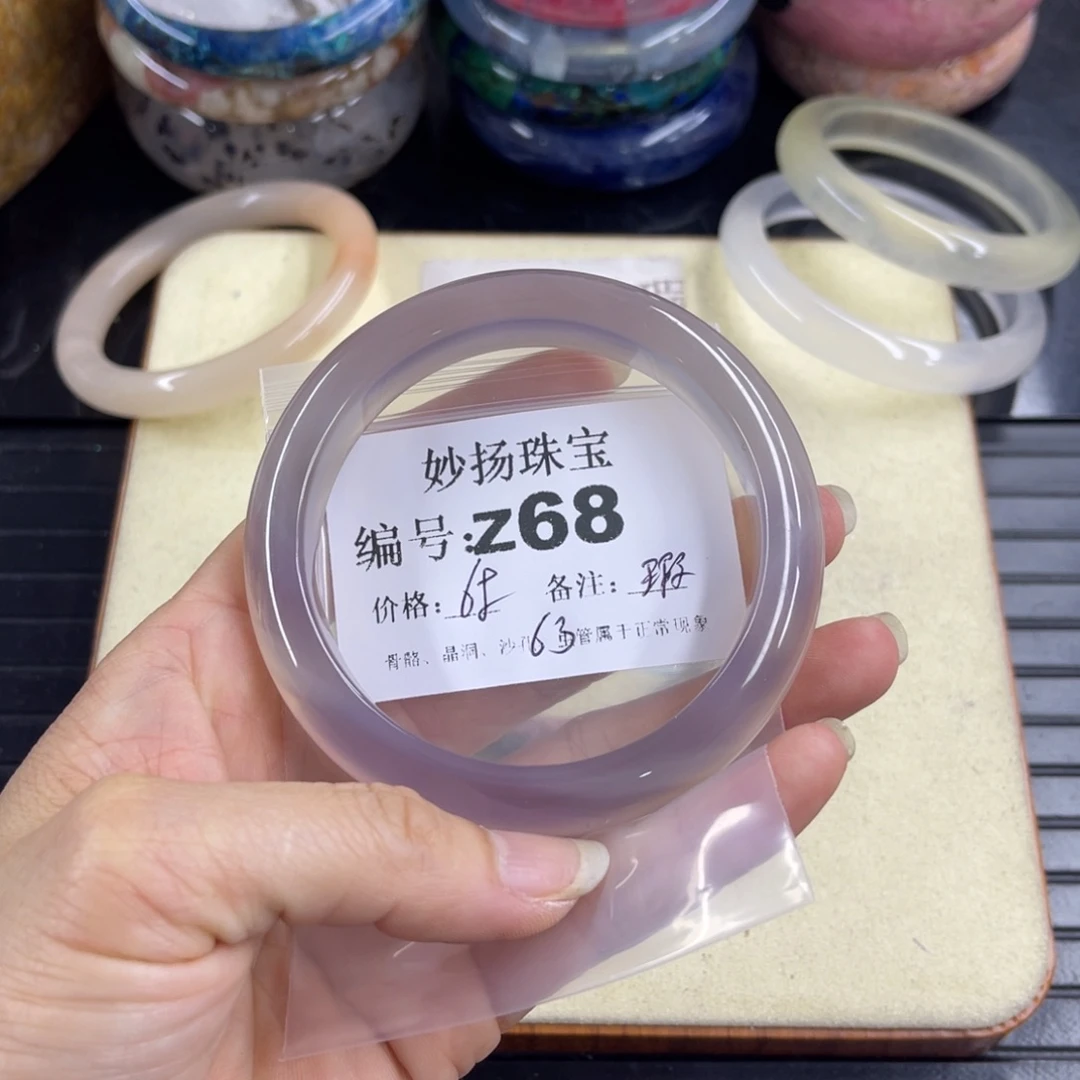 妙扬珠宝
编号:Z68
价格: 备注:
骨骼、晶洞、沙孔、 管属于正常现象
63